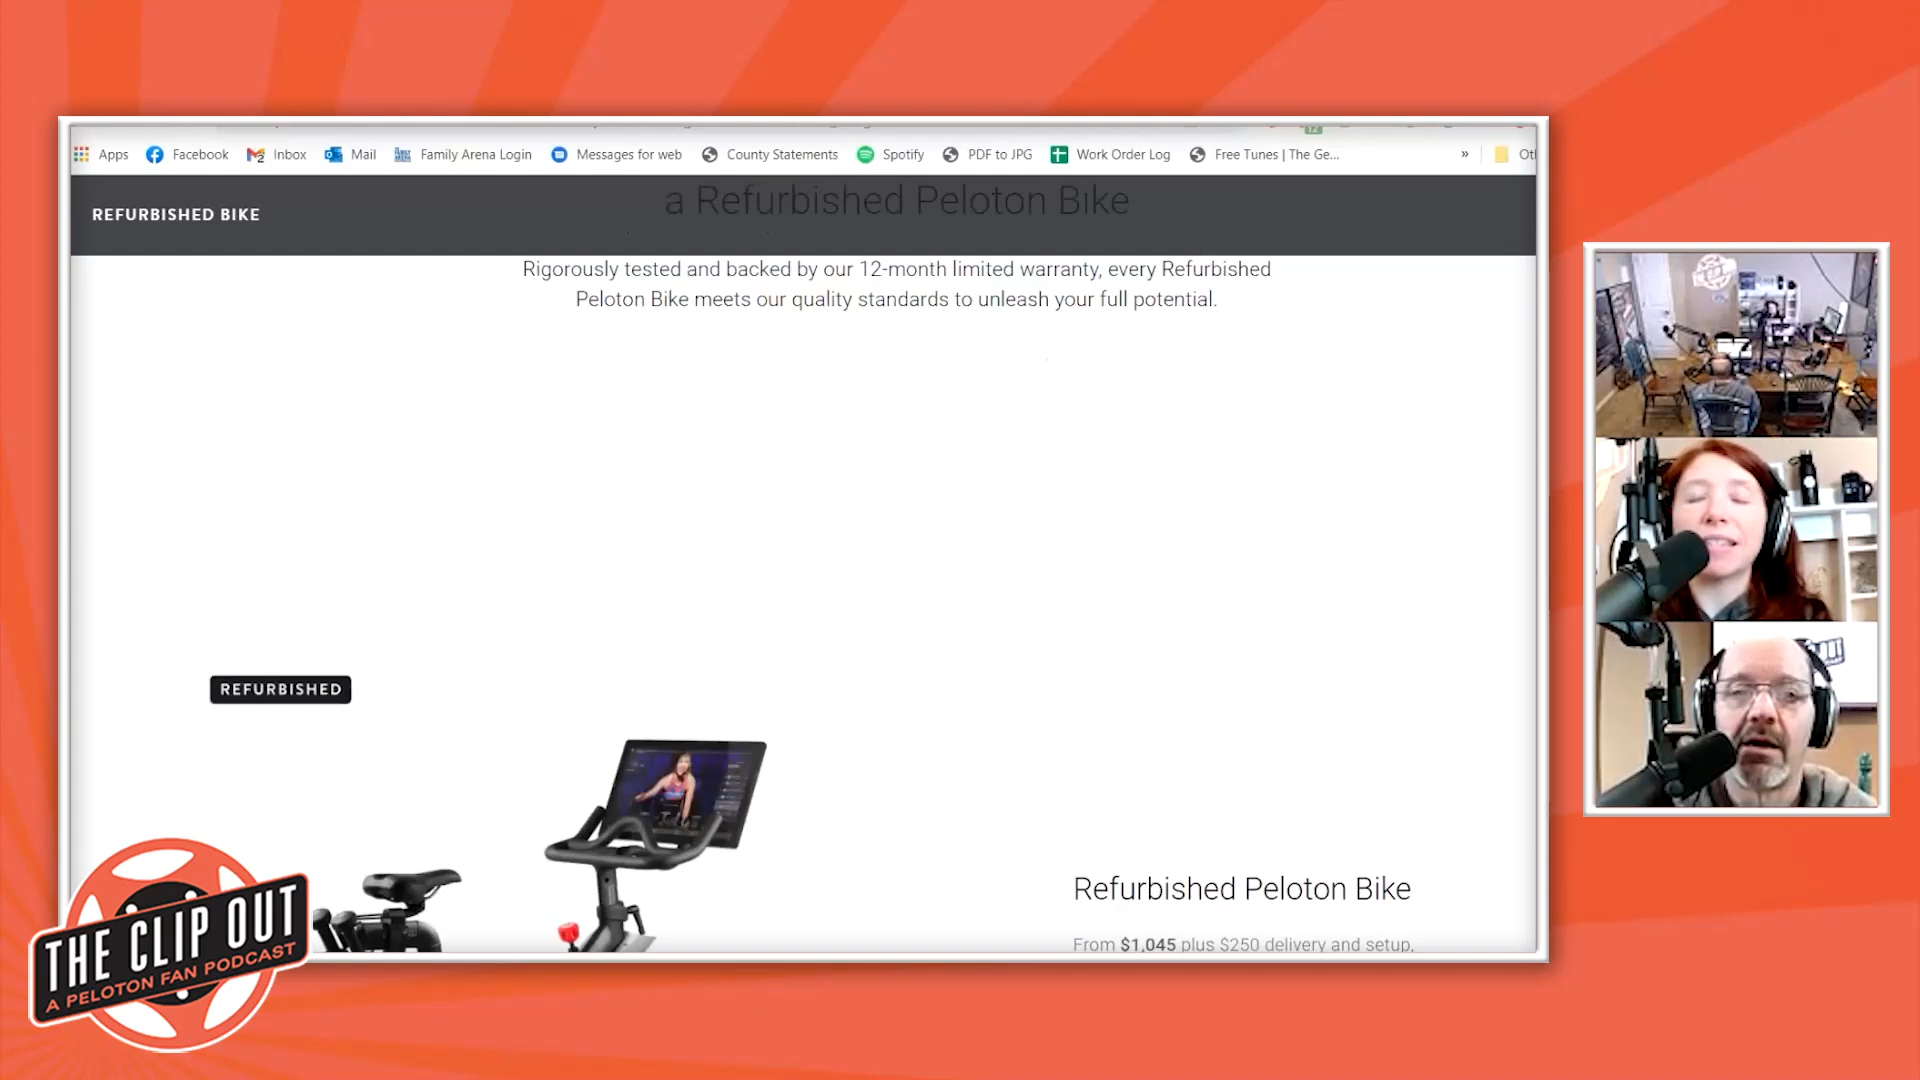 Apps Facebook Inbox Mail Family Arena Login Messages for web County Statements Spotify PDF to JPG Work Order Log Free Tunes | The Ge... »
REFURBISHED BIKE
a Refurbished Peloton Bike
Rigorously tested and backed by our 12-month limited warranty, every Refurbished
Peloton Bike meets our quality standards to unleash your full potential.
REFURBISHED
Refurbished Peloton Bike
From $1,045 plus $250 delivery and setup,
THE CLIP OUT
A PELOTON FAN PODCAST